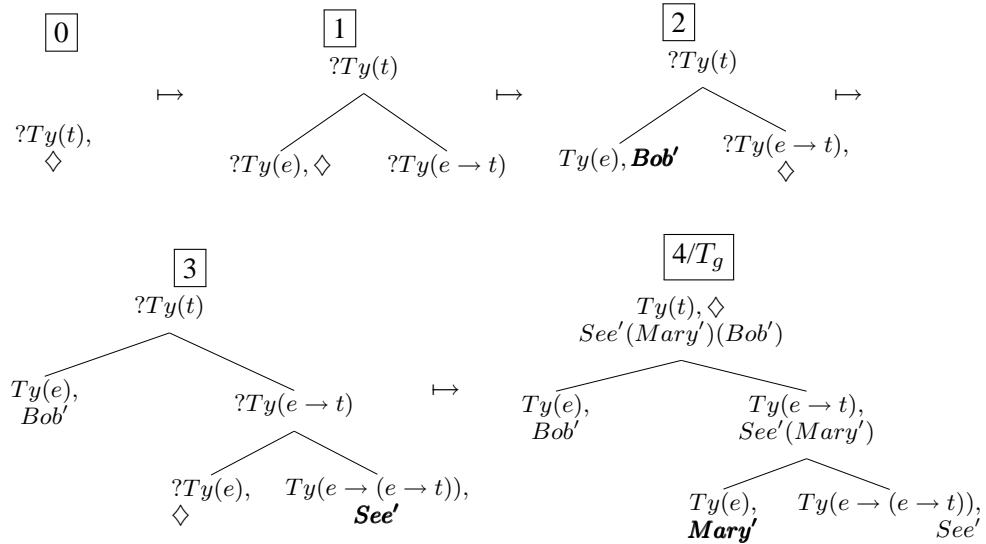 0
?Ty(t),
◇
↦
1
?Ty(t)
?Ty(e), ◇ ?Ty(e → t)
↦
2
?Ty(t)
Ty(e), Bob′ ?Ty(e → t),
◇
↦
3
?Ty(t)
Ty(e), ?Ty(e → t)
Bob′
?Ty(e), Ty(e → (e → t)),
◇ See′
↦
4/T_g
Ty(t), ◇
See′(Mary′)(Bob′)
Ty(e), Ty(e → t),
Bob′ See′(Mary′)
Ty(e), Ty(e → (e → t)),
Mary′ See′